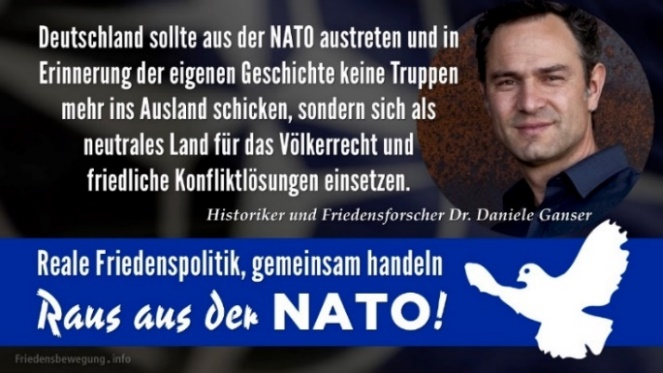 Deutschland sollte aus der NATO austreten und in
Erinnerung der eigenen Geschichte keine Truppen
mehr ins Ausland schicken, sondern sich als
neutrales Land für das Völkerrecht und
friedliche Konfliktlösungen einsetzen.
Historiker und Friedensforscher Dr. Daniele Ganser
Reale Friedenspolitik, gemeinsam handeln
Raus aus der NATO!
Friedensbewegung.info